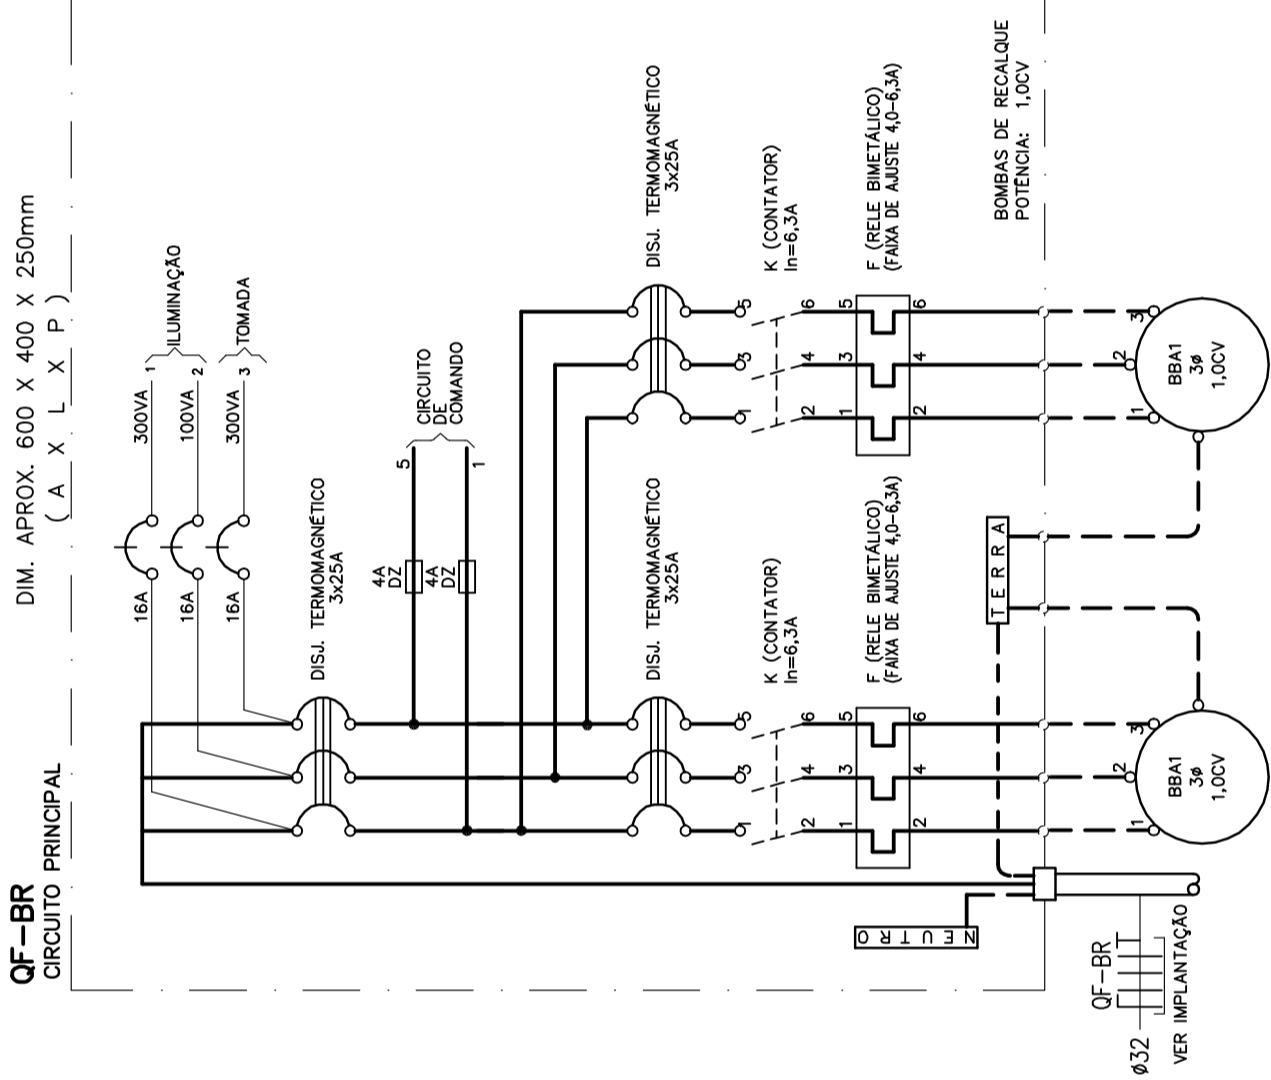 QF-BR
CIRCUITO PRINCIPAL
DIM. APROX. 600 X 400 X 250mm
( A X L X P )
16A
300VA
1
16A
100VA
2
ILUMINAÇÃO
16A
300VA
3
TOMADA
DISJ. TERMOMAGNÉTICO
3x25A
4A
DZ
5
4A
DZ
1
CIRCUITO
DE
COMANDO
DISJ. TERMOMAGNÉTICO
3x25A
DISJ. TERMOMAGNÉTICO
3x25A
1
3
5
K (CONTATOR)
In=6,3A
2
4
6
1
3
5
K (CONTATOR)
In=6,3A
2
4
6
1
3
5
F (RELE BIMETÁLICO)
(FAIXA DE AJUSTE 4,0-6,3A)
2
4
6
1
3
5
F (RELE BIMETÁLICO)
(FAIXA DE AJUSTE 4,0-6,3A)
2
4
6
NEUTRO
TERRA
BOMBAS DE RECALQUE
POTÊNCIA: 1,0CV
1
2
3
BBA1
3ø
1,0CV
1
2
3
BBA1
3ø
1,0CV
QF-BR
ø32
VER IMPLANTAÇÃO